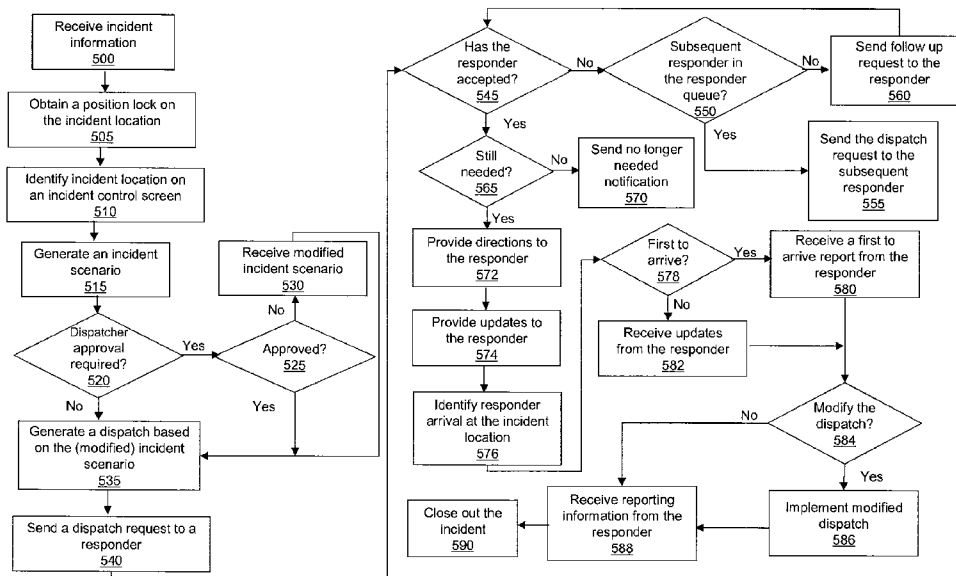 Receive incident
information
500
Obtain a position lock on
the incident location
505
Identify incident location on
an incident control screen
510
Generate an incident
scenario
515
Receive modified
incident scenario
530
No
Dispatcher
approval
required?
520
Yes
Approved?
525
No
Yes
Generate a dispatch based
on the (modified) incident
scenario
535
Send a dispatch request to a
responder
540
Has the
responder
accepted?
545
No
Subsequent
responder in
the responder
queue?
550
No
Send follow up
request to the
responder
560
Yes
Yes
Send the dispatch
request to the
subsequent
responder
555
Still
needed?
565
No
Send no longer
needed
notification
570
Yes
Provide directions to
the responder
572
Provide updates to
the responder
574
Identify responder
arrival at the incident
location
576
First to
arrive?
578
Yes
Receive a first to
arrive report from the
responder
580
No
Receive updates
from the responder
582
Modify the
dispatch?
584
No
Yes
Implement modified
dispatch
586
Receive reporting
information from the
responder
588
Close out the
incident
590